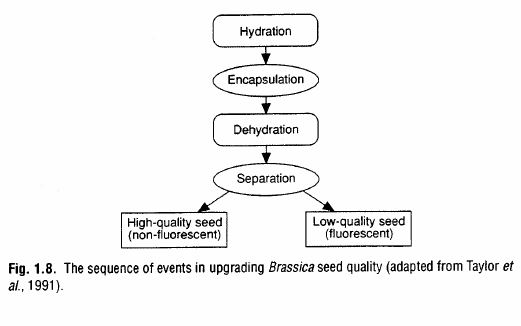 Hydration
Encapsulation
Dehydration
Separation
High-quality seed
(non-fluorescent)
Low-quality seed
(fluorescent)
Fig. 1.8. The sequence of events in upgrading Brassica seed quality (adapted from Taylor et
al., 1991).